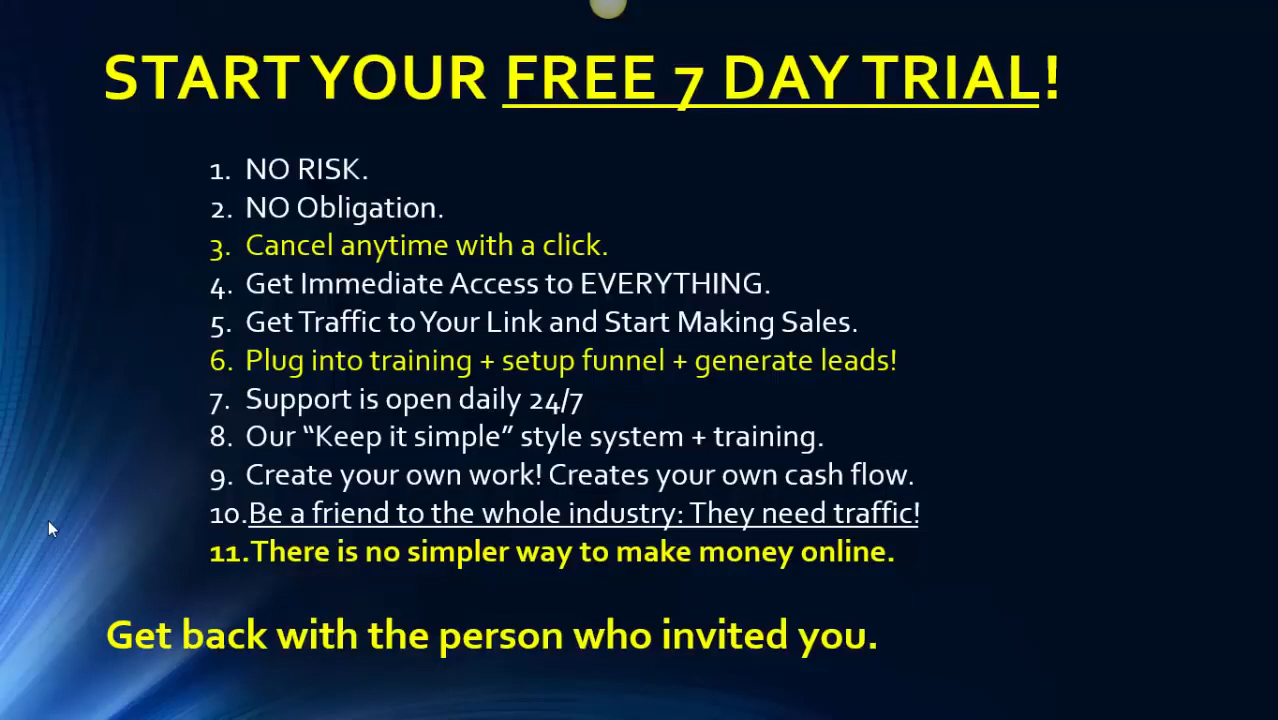 START YOUR FREE 7 DAY TRIAL!
1. NO RISK.
2. NO Obligation.
3. Cancel anytime with a click.
4. Get Immediate Access to EVERYTHING.
5. Get Traffic to Your Link and Start Making Sales.
6. Plug into training + setup funnel + generate leads!
7. Support is open daily 24/7
8. Our “Keep it simple” style system + training.
9. Create your own work! Creates your own cash flow.
10.Be a friend to the whole industry: They need traffic!
11.There is no simpler way to make money online.
Get back with the person who invited you.